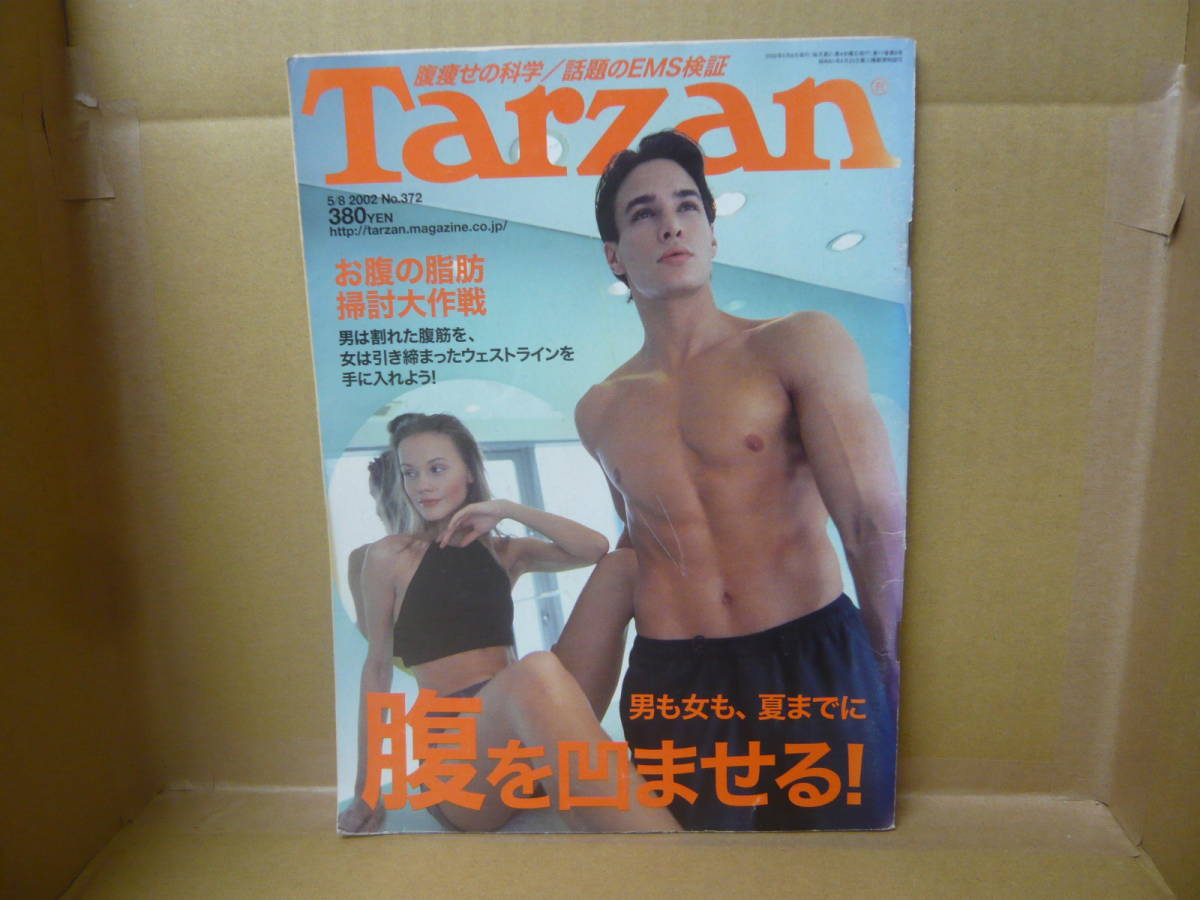 腹痩せの科学/話題のEMS検証
Tarzan
5/8 2002 No.372
380YEN
http://tarzan.magazine.co.jp/
お腹の脂肪
掃討大作戦
男は割れた腹筋を、
女は引き締まったウェストラインを
手に入れよう!
男も女も、夏までに
腹を凹ませる!